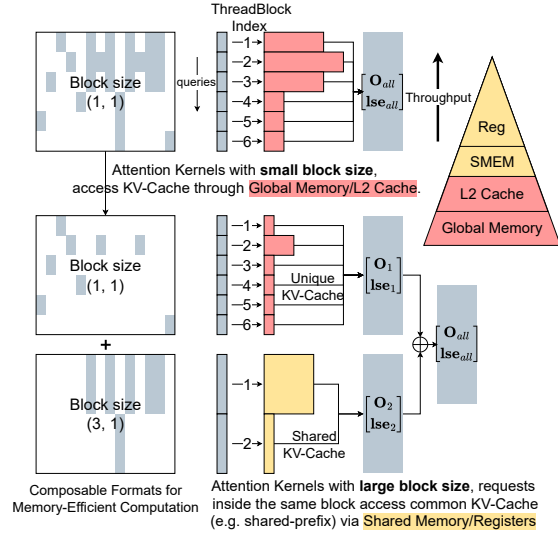 ThreadBlock
Index
Block size
(1, 1)
queries
1
2
3
4
5
6
O_all
lse_all
Throughput
Reg
SMEM
L2 Cache
Global Memory
Attention Kernels with small block size,
access KV-Cache through Global Memory/L2 Cache.
Block size
(1, 1)
1
2
3
4
5
6
Unique
KV-Cache
O_1
lse_1
+
O_all
lse_all
Block size
(3, 1)
1
2
Shared
KV-Cache
O_2
lse_2
Composable Formats for
Memory-Efficient Computation
Attention Kernels with large block size, requests
inside the same block access common KV-Cache
(e.g. shared-prefix) via Shared Memory/Registers